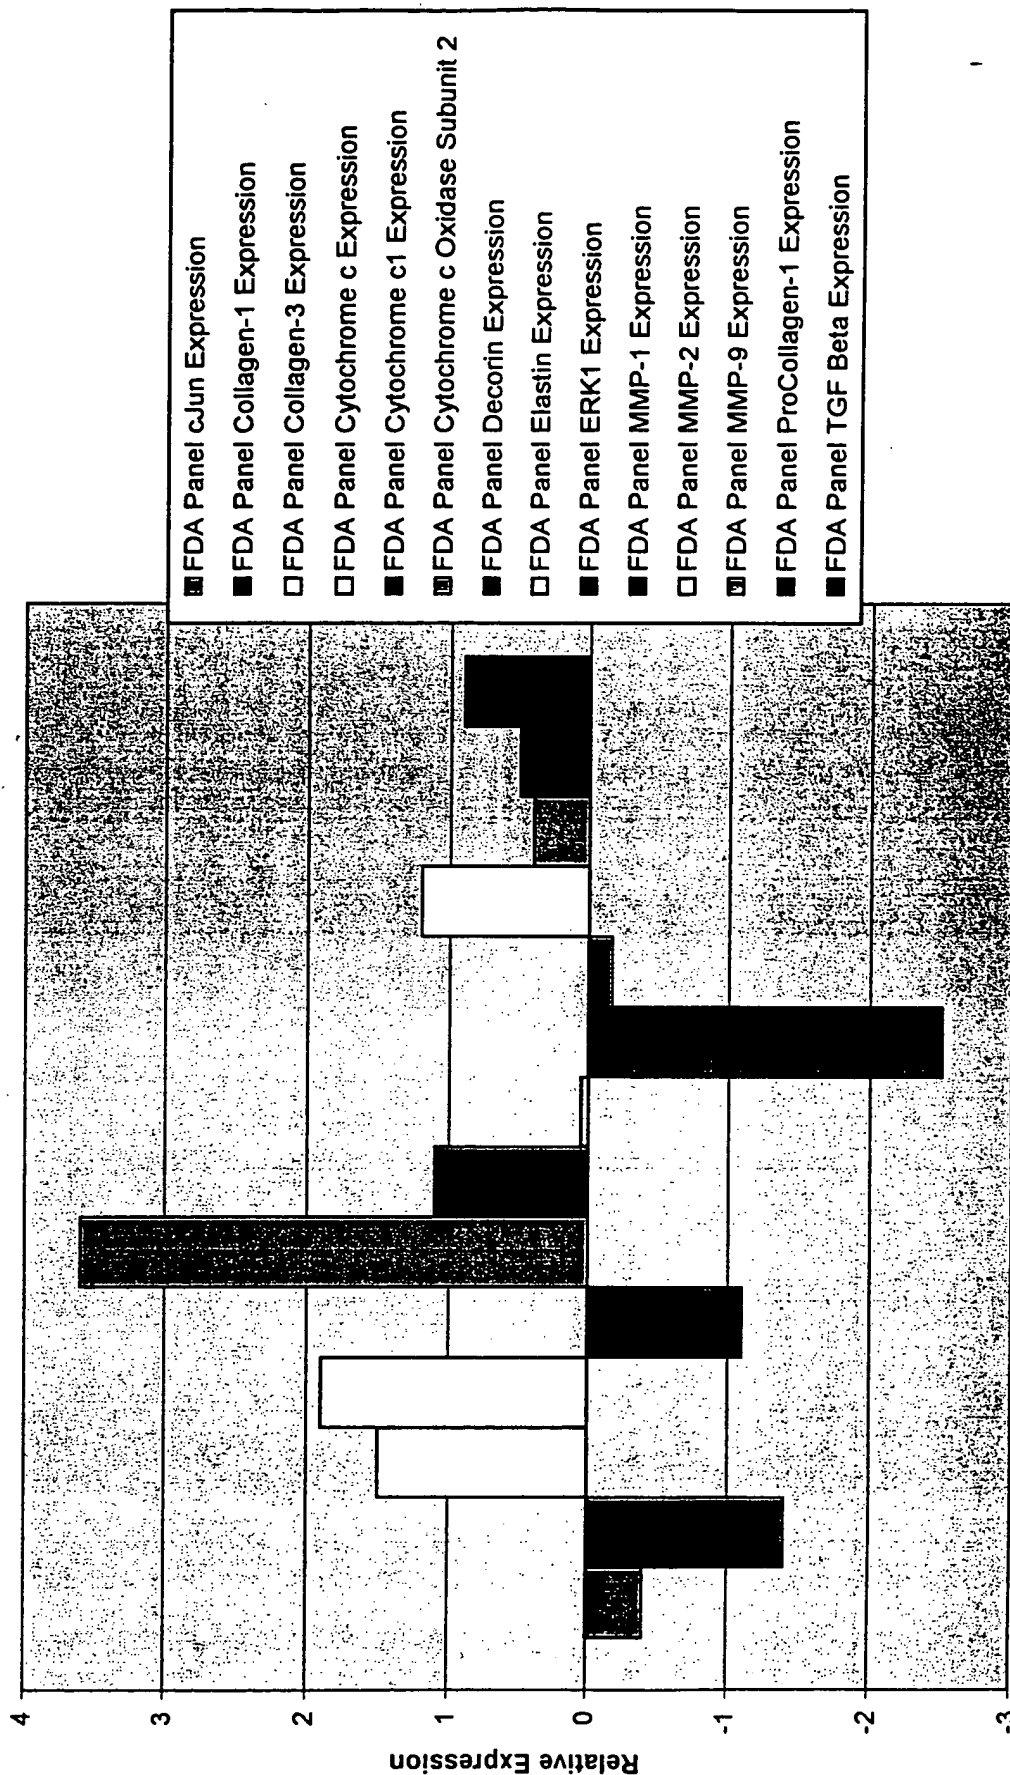 4
3
2
1
0
-1
-2
-3
Relative Expression
FDA Panel cJun Expression
FDA Panel Collagen-1 Expression
FDA Panel Collagen-3 Expression
FDA Panel Cytochrome c Expression
FDA Panel Cytochrome c1 Expression
FDA Panel Cytochrome c Oxidase Subunit 2
FDA Panel Decorin Expression
FDA Panel Elastin Expression
FDA Panel ERK1 Expression
FDA Panel MMP-1 Expression
FDA Panel MMP-2 Expression
FDA Panel MMP-9 Expression
FDA Panel ProCollagen-1 Expression
FDA Panel TGF Beta Expression